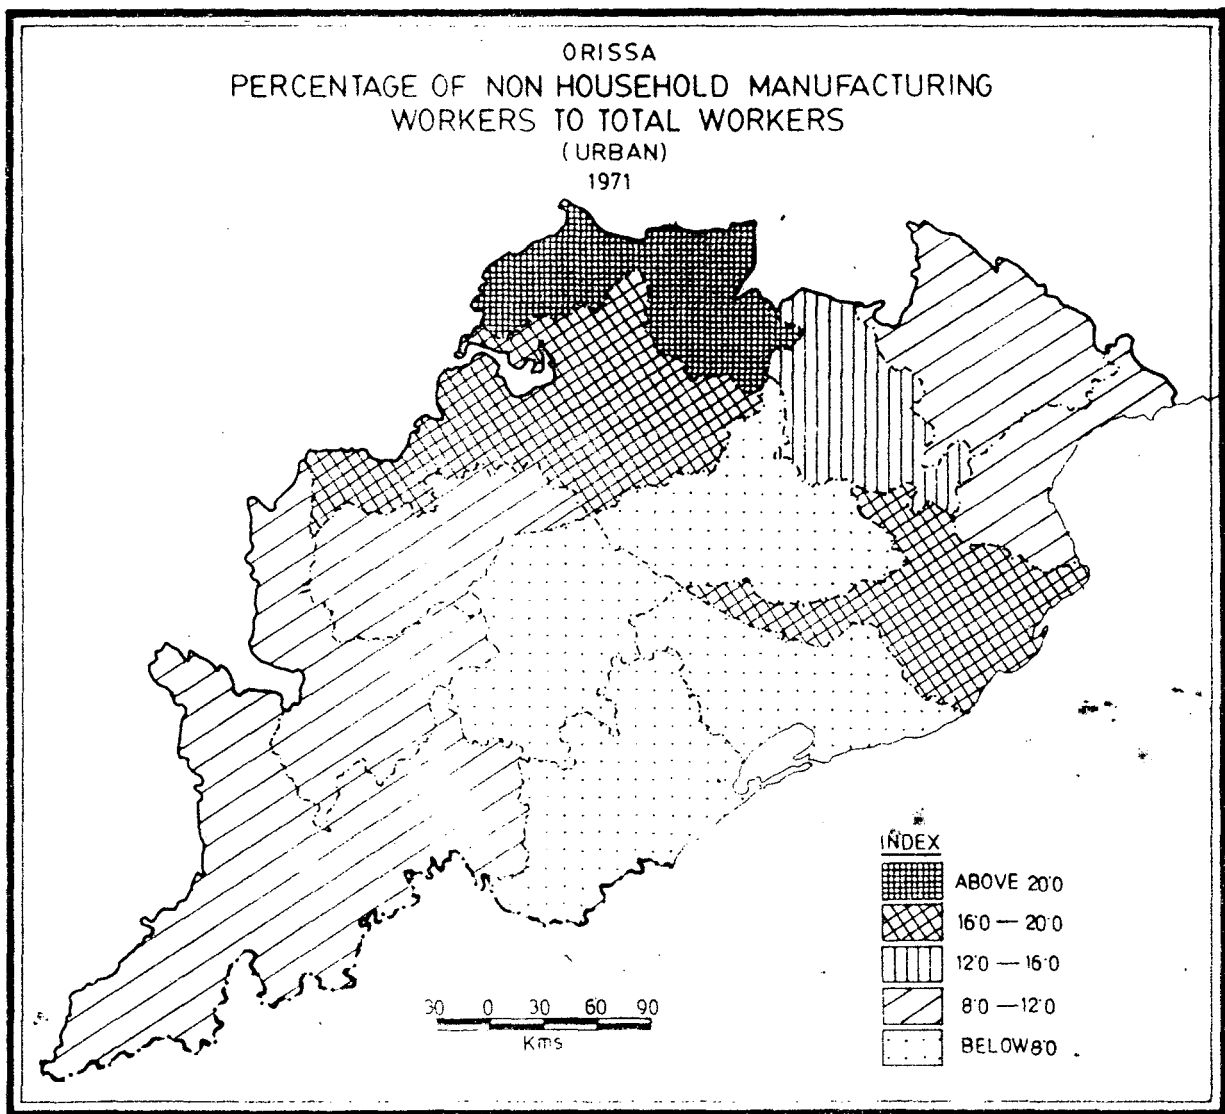 ORISSA
PERCENTAGE OF NON HOUSEHOLD MANUFACTURING
WORKERS TO TOTAL WORKERS
(URBAN)
1971
INDEX
ABOVE 20·0
16·0 — 20·0
12·0 — 16·0
8·0 — 12·0
BELOW 8·0
30 0 30 60 90
Kms